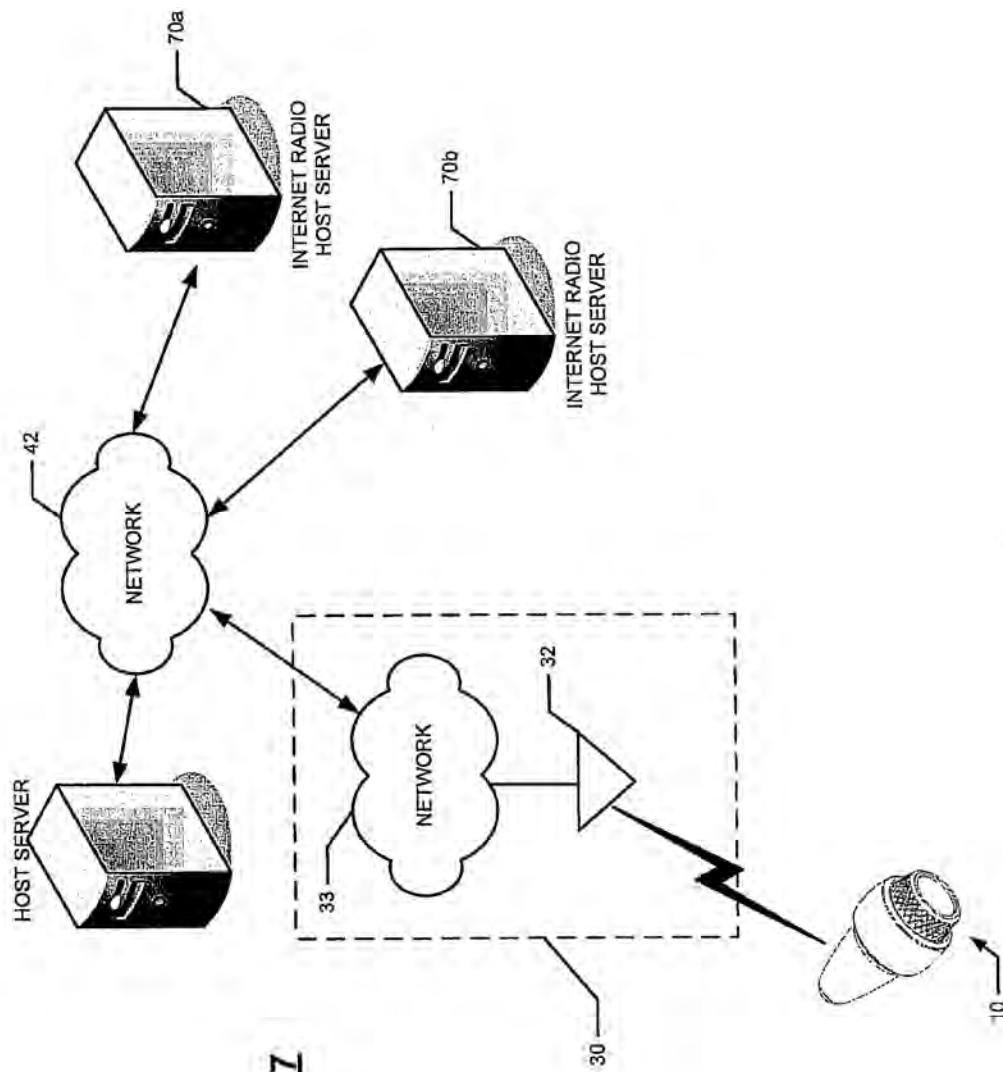 HOST SERVER
42
NETWORK
70a
INTERNET RADIO
HOST SERVER
70b
INTERNET RADIO
HOST SERVER
33
NETWORK
32
30
10
7